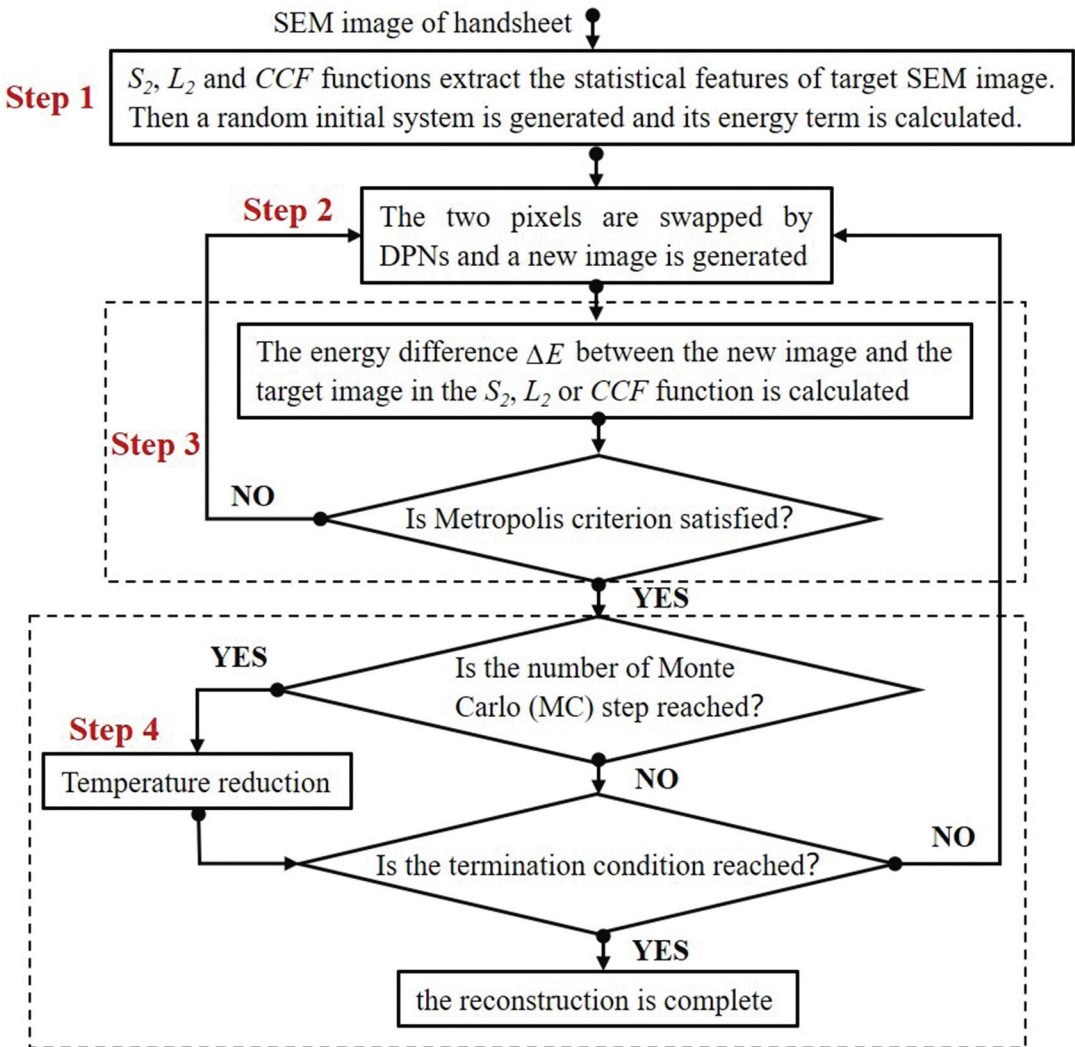 SEM image of handsheet
Step 1
S₂, L₂ and CCF functions extract the statistical features of target SEM image.
Then a random initial system is generated and its energy term is calculated.
Step 2
The two pixels are swapped by
DPNs and a new image is generated
Step 3
The energy difference ΔE between the new image and the
target image in the S₂, L₂ or CCF function is calculated
NO
Is Metropolis criterion satisfied?
YES
YES
Is the number of Monte
Carlo (MC) step reached?
Step 4
Temperature reduction
NO
Is the termination condition reached?
NO
YES
the reconstruction is complete